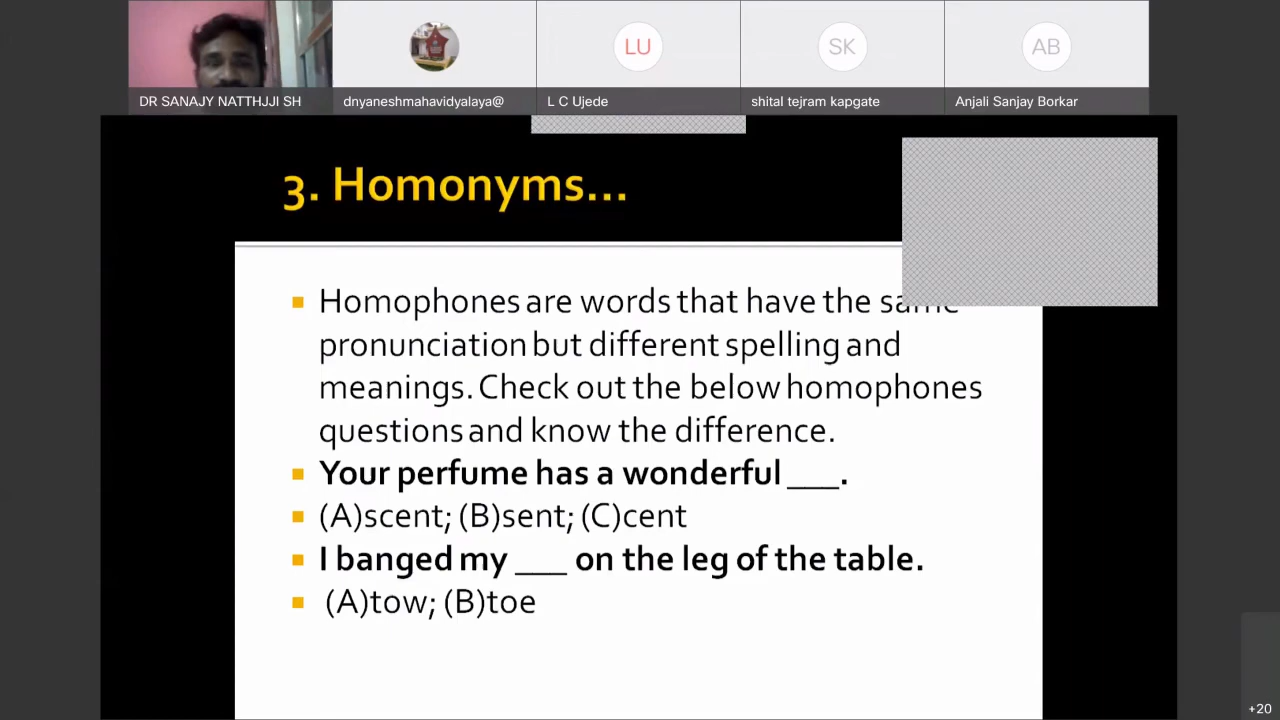 DR SANAJY NATTHJJI SH
dnyaneshmahavidyalaya@
LU
L C Ujede
SK
shital tejram kapgate
AB
Anjali Sanjay Borkar
3. Homonyms...
Homophones are words that have the same
pronunciation but different spelling and
meanings. Check out the below homophones
questions and know the difference.
Your perfume has a wonderful ___.
(A)scent; (B)sent; (C)cent
I banged my ___ on the leg of the table.
(A)tow; (B)toe
+20